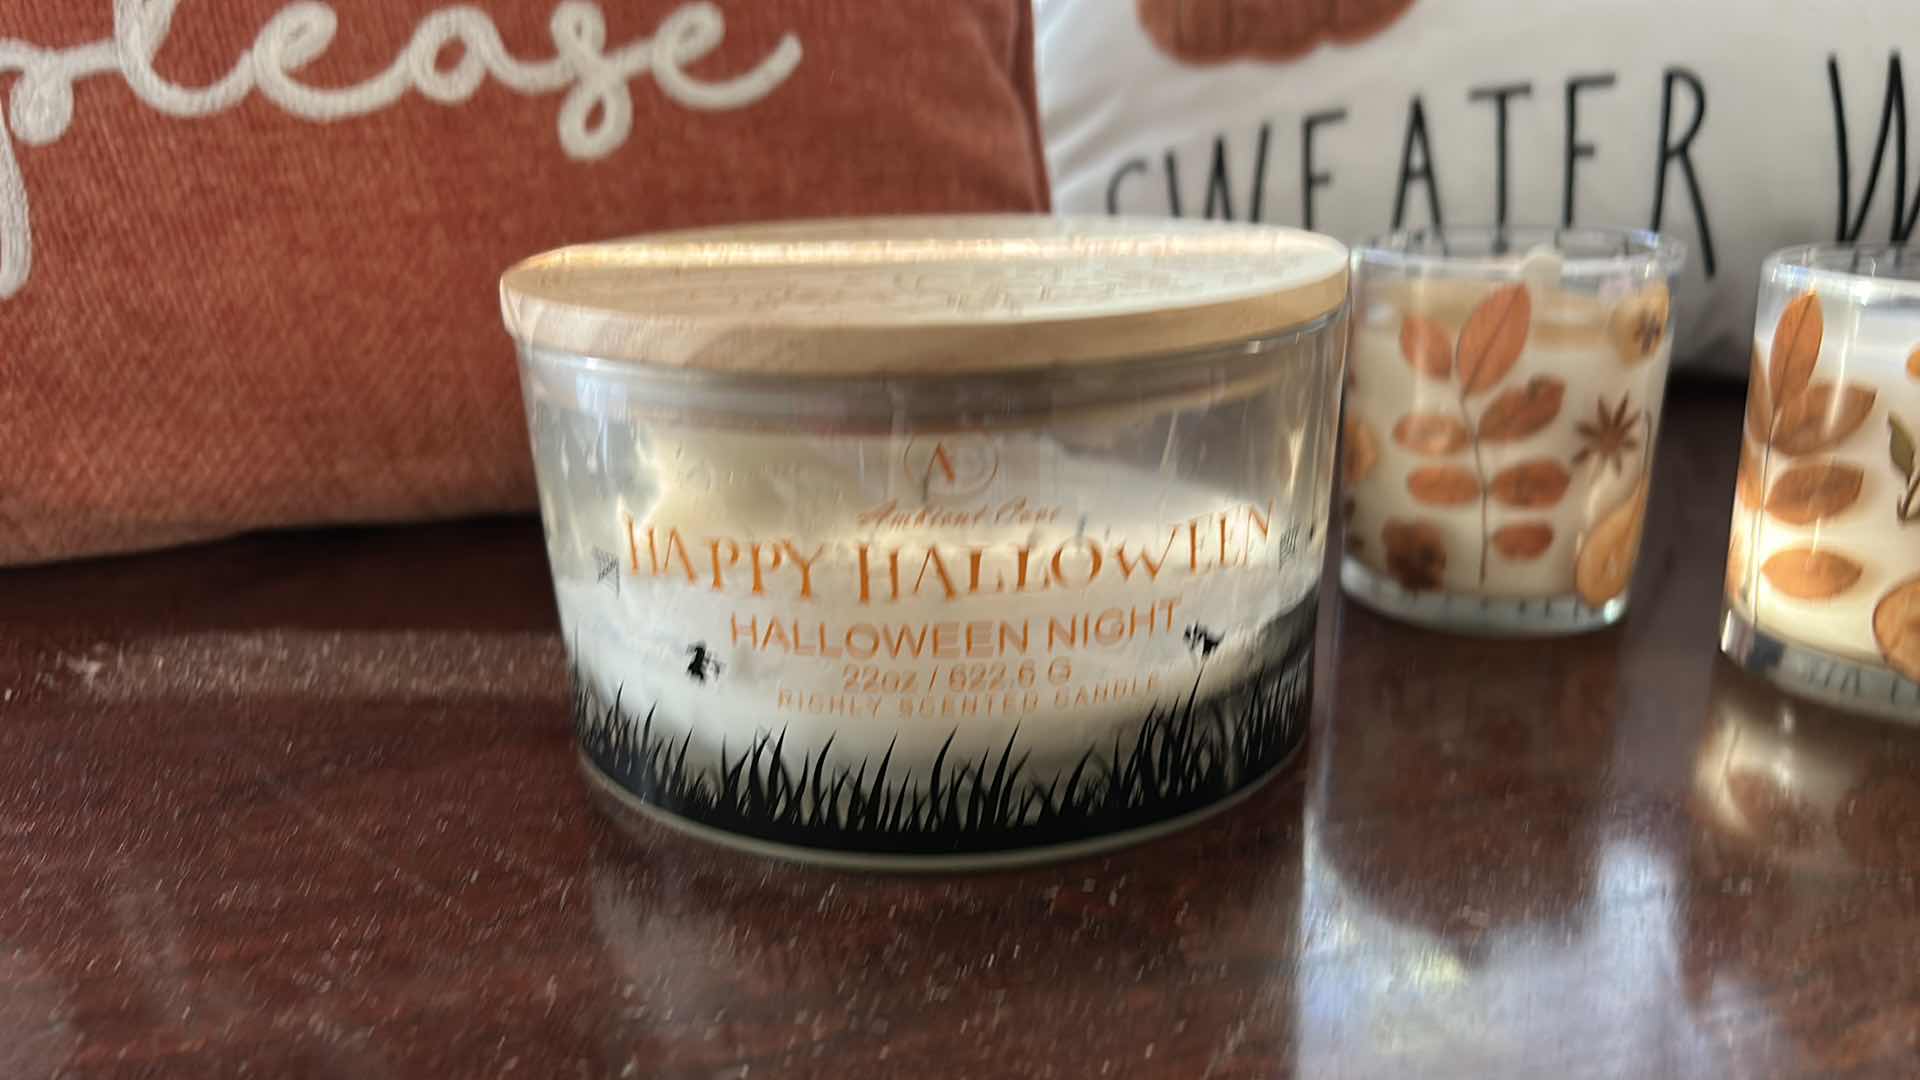 please
SWEATER W
A
Ambient Cove
HAPPY HALLOWEEN
HALLOWEEN NIGHT
22oz / 622.6 G
RICHLY SCENTED CANDLE